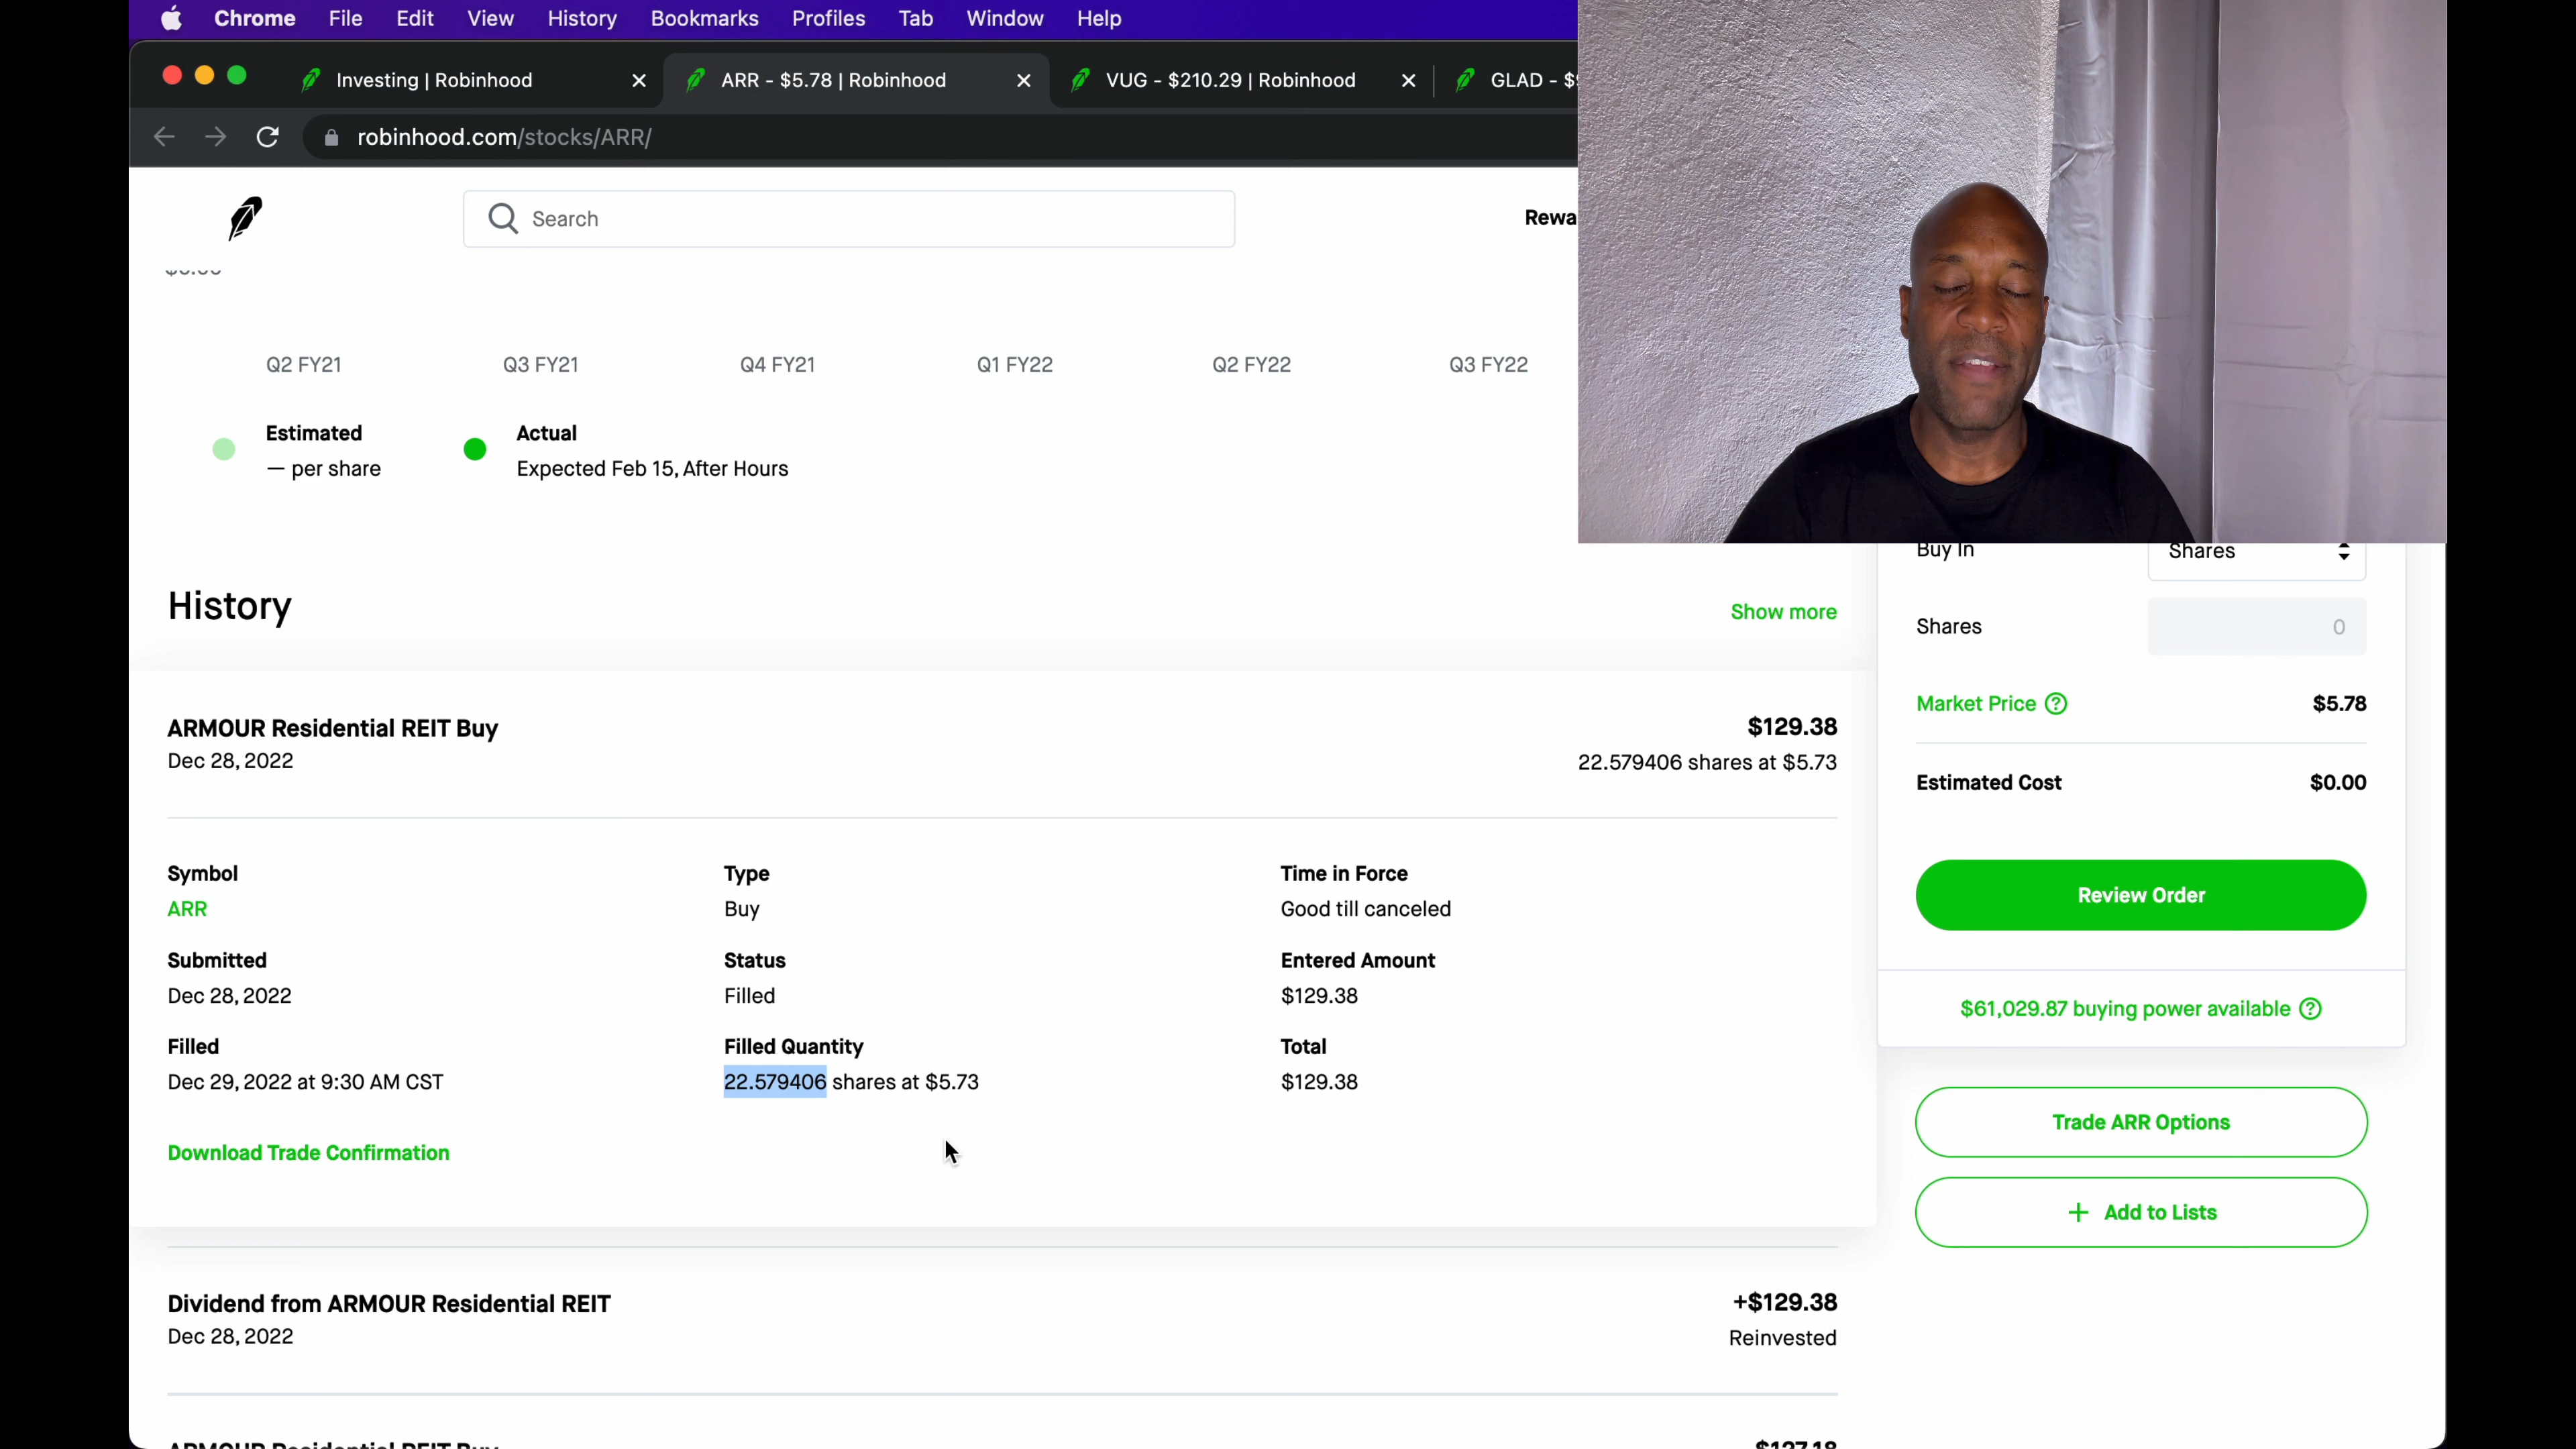 Chrome File Edit View History Bookmarks Profiles Tab Window Help
Investing | Robinhood
ARR - $5.78 | Robinhood
VUG - $210.29 | Robinhood
GLAD -
robinhood.com/stocks/ARR/
Search
Q2 FY21 Q3 FY21 Q4 FY21 Q1 FY22 Q2 FY22 Q3 FY22
Estimated
— per share
Actual
Expected Feb 15, After Hours
History
Show more
ARMOUR Residential REIT Buy
$129.38
Dec 28, 2022
22.579406 shares at $5.73
Symbol
ARR
Type
Buy
Time in Force
Good till canceled
Submitted
Dec 28, 2022
Status
Filled
Entered Amount
$129.38
Filled
Dec 29, 2022 at 9:30 AM CST
Filled Quantity
22.579406 shares at $5.73
Total
$129.38
Download Trade Confirmation
Dividend from ARMOUR Residential REIT
+$129.38
Dec 28, 2022
Reinvested
ARMOUR Residential REIT Buy
$127.18
Buy In
Shares
Shares
0
Market Price
$5.78
Estimated Cost
$0.00
Review Order
$61,029.87 buying power available
Trade ARR Options
+ Add to Lists